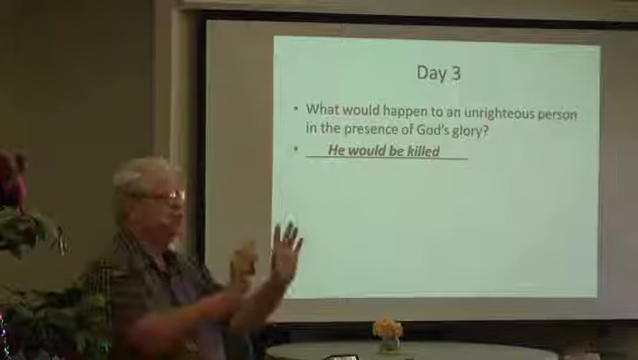 Day 3
• What would happen to an unrighteous person
in the presence of God's glory?
• He would be killed